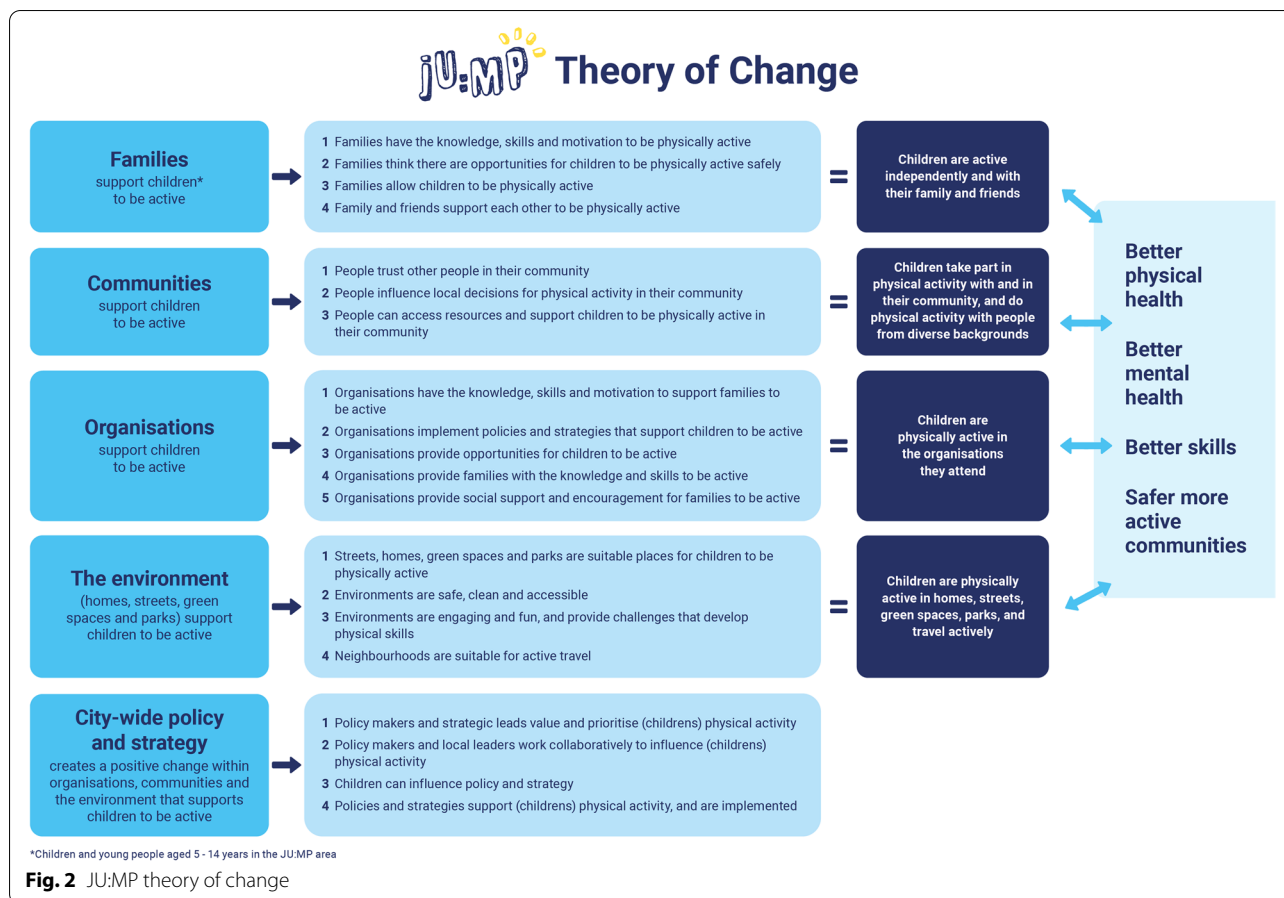 jU:MP Theory of Change
Families
support children*
to be active
1 Families have the knowledge, skills and motivation to be physically active
2 Families think there are opportunities for children to be physically active safely
3 Families allow children to be physically active
4 Family and friends support each other to be physically active
=
Children are active
independently and with
their family and friends
Communities
support children
to be active
1 People trust other people in their community
2 People influence local decisions for physical activity in their community
3 People can access resources and support children to be physically active in
their community
=
Children take part in
physical activity with and in
their community, and do
physical activity with people
from diverse backgrounds
Organisations
support children
to be active
1 Organisations have the knowledge, skills and motivation to support families to
be active
2 Organisations implement policies and strategies that support children to be active
3 Organisations provide opportunities for children to be active
4 Organisations provide families with the knowledge and skills to be active
5 Organisations provide social support and encouragement for families to be active
=
Children are
physically active in
the organisations
they attend
The environment
(homes, streets, green
spaces and parks) support
children to be active
1 Streets, homes, green spaces and parks are suitable places for children to be
physically active
2 Environments are safe, clean and accessible
3 Environments are engaging and fun, and provide challenges that develop
physical skills
4 Neighbourhoods are suitable for active travel
=
Children are physically
active in homes, streets,
green spaces, parks, and
travel actively
City-wide policy
and strategy
creates a positive change within
organisations, communities and
the environment that supports
children to be active
1 Policy makers and strategic leads value and prioritise (childrens) physical activity
2 Policy makers and local leaders work collaboratively to influence (childrens)
physical activity
3 Children can influence policy and strategy
4 Policies and strategies support (childrens) physical activity, and are implemented
Better
physical
health
Better
mental
health
Better skills
Safer more
active
communities
*Children and young people aged 5 - 14 years in the JU:MP area
Fig. 2 JU:MP theory of change